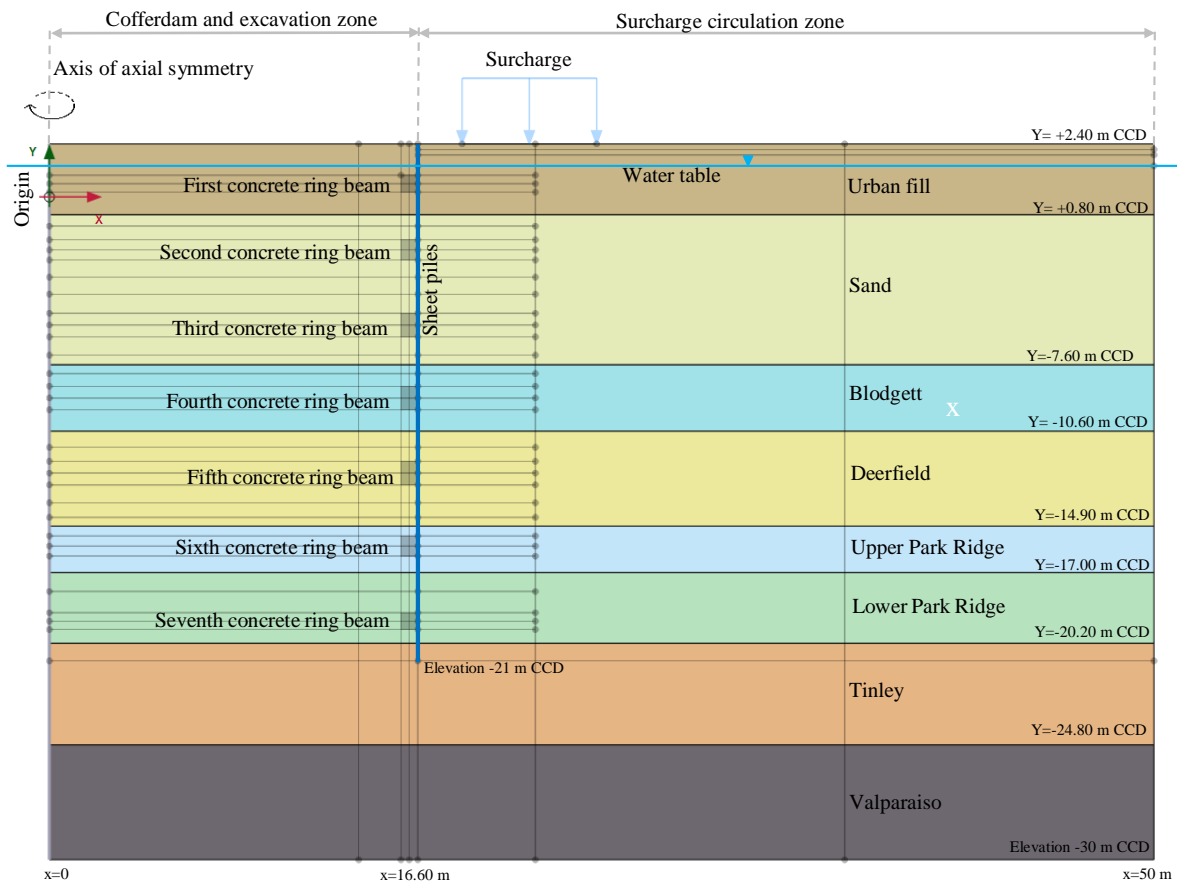 Cofferdam and excavation zone
Surcharge circulation zone
Axis of axial symmetry
Surcharge
Y= +2.40 m CCD
Y
Origin
X
First concrete ring beam
Water table
Urban fill
Y= +0.80 m CCD
Second concrete ring beam
Sheet piles
Sand
Third concrete ring beam
Y=-7.60 m CCD
Fourth concrete ring beam
Blodgett
X
Y= -10.60 m CCD
Fifth concrete ring beam
Deerfield
Y=-14.90 m CCD
Sixth concrete ring beam
Upper Park Ridge
Y=-17.00 m CCD
Seventh concrete ring beam
Lower Park Ridge
Y=-20.20 m CCD
Elevation -21 m CCD
Tinley
Y=-24.80 m CCD
Valparaiso
Elevation -30 m CCD
x=0
x=16.60 m
x=50 m